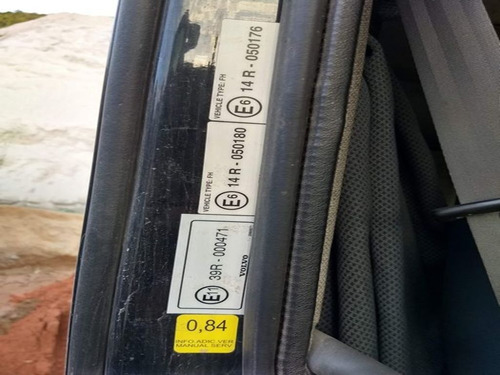 VEHICLE TYPE: FH
E6 14 R - 050176
VEHICLE TYPE: FH
E6 14 R - 050180
E11 39R - 000471
VOLVO
0,84
INFO.ADIC.VER
MANUAL SERV